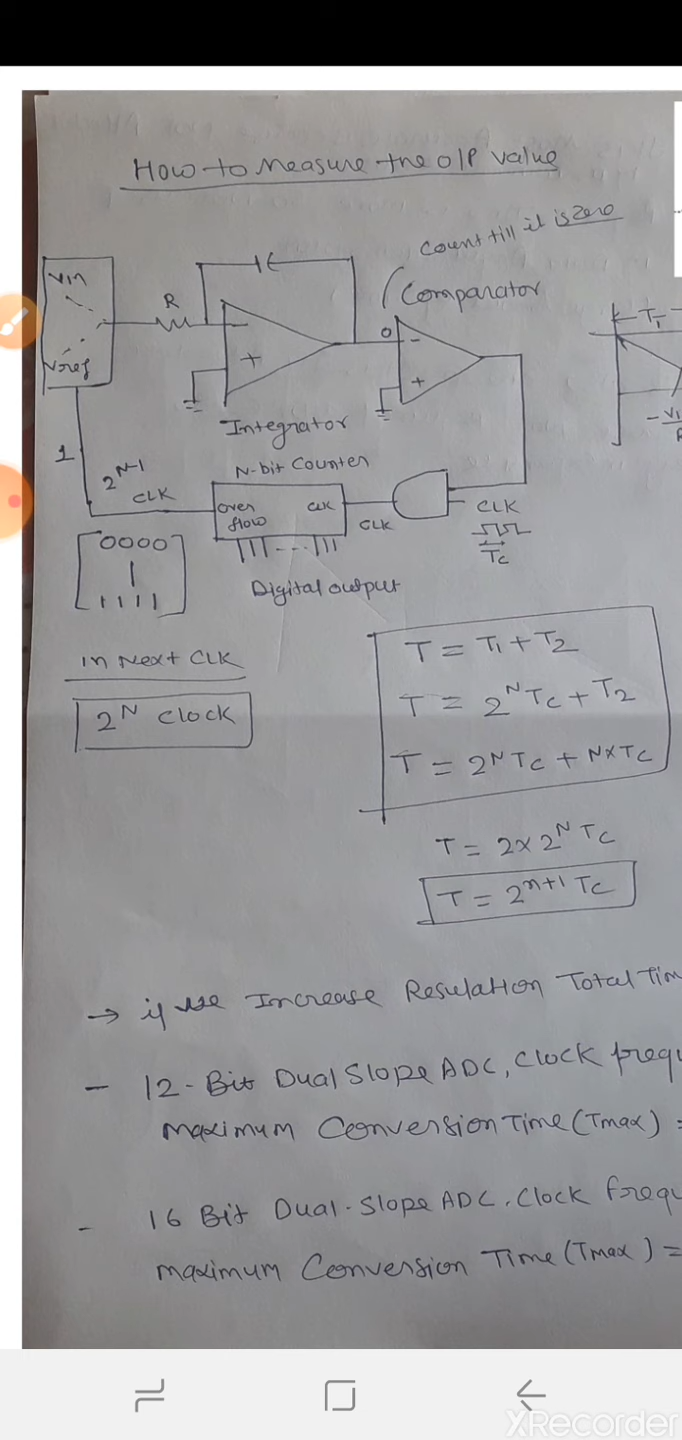 How to Measure the O/P value
Count till it is zero
Comparator
Vin
R
T1
Vref
0
-
+
-
+
Integrator
1
2^N-1
CLK
N-bit Counter
over flow
CLK
CLK
CLK
Tc
0000
1111
Digital output
In Next CLK
2^N Clock
T = T1 + T2
T = 2^N Tc + T2
T = 2^N Tc + N x Tc
T = 2 x 2^N Tc
T = 2^n+1 Tc
→ if we Increase Resulation Total Tim
- 12-Bit Dual Slope ADC, Clock frequ
Maximum Conversion Time (Tmax) =
- 16 Bit Dual-Slope ADC, Clock frequ
Maximum Conversion Time (Tmax) =
XRecorder